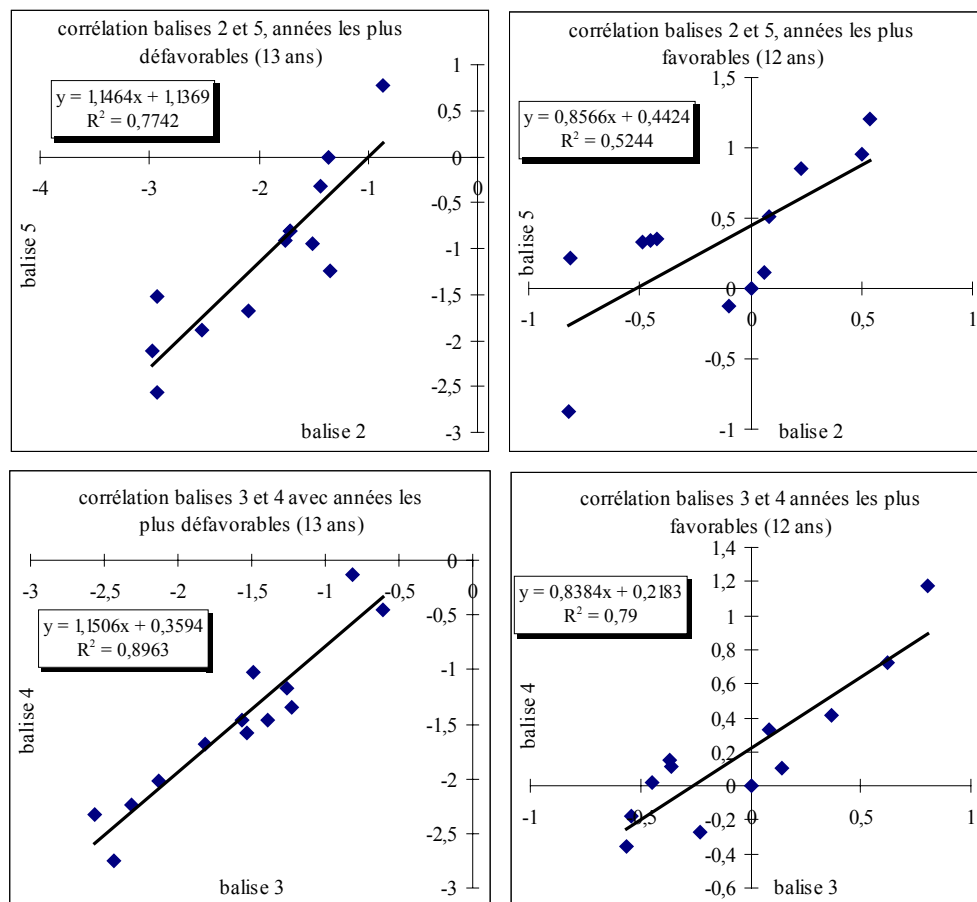 corrélation balises 2 et 5, années les plus
défavorables (13 ans)
y = 1,1464x + 1,1369
R² = 0,7742
1
0,5
0
-0,5
-1
-1,5
-2
-2,5
-3
-4
-3
-2
-1
0
balise 5
balise 2
corrélation balises 2 et 5, années les plus
favorables (12 ans)
y = 0,8566x + 0,4424
R² = 0,5244
1,5
1
0,5
0
-0,5
-1
-1
-0,5
0
0,5
1
balise 5
balise 2
corrélation balises 3 et 4 avec années les
plus défavorables (13 ans)
-3
-2,5
-2
-1,5
-1
-0,5
0
y = 1,1506x + 0,3594
R² = 0,8963
0
-0,5
-1
-1,5
-2
-2,5
-3
balise 4
balise 3
corrélation balises 3 et 4 années les plus
favorables (12 ans)
y = 0,8384x + 0,2183
R² = 0,79
1,4
1,2
1
0,8
0,6
0,4
0,2
0
-0,2
-0,4
-0,6
-1
-0,5
0
0,5
1
balise 4
balise 3